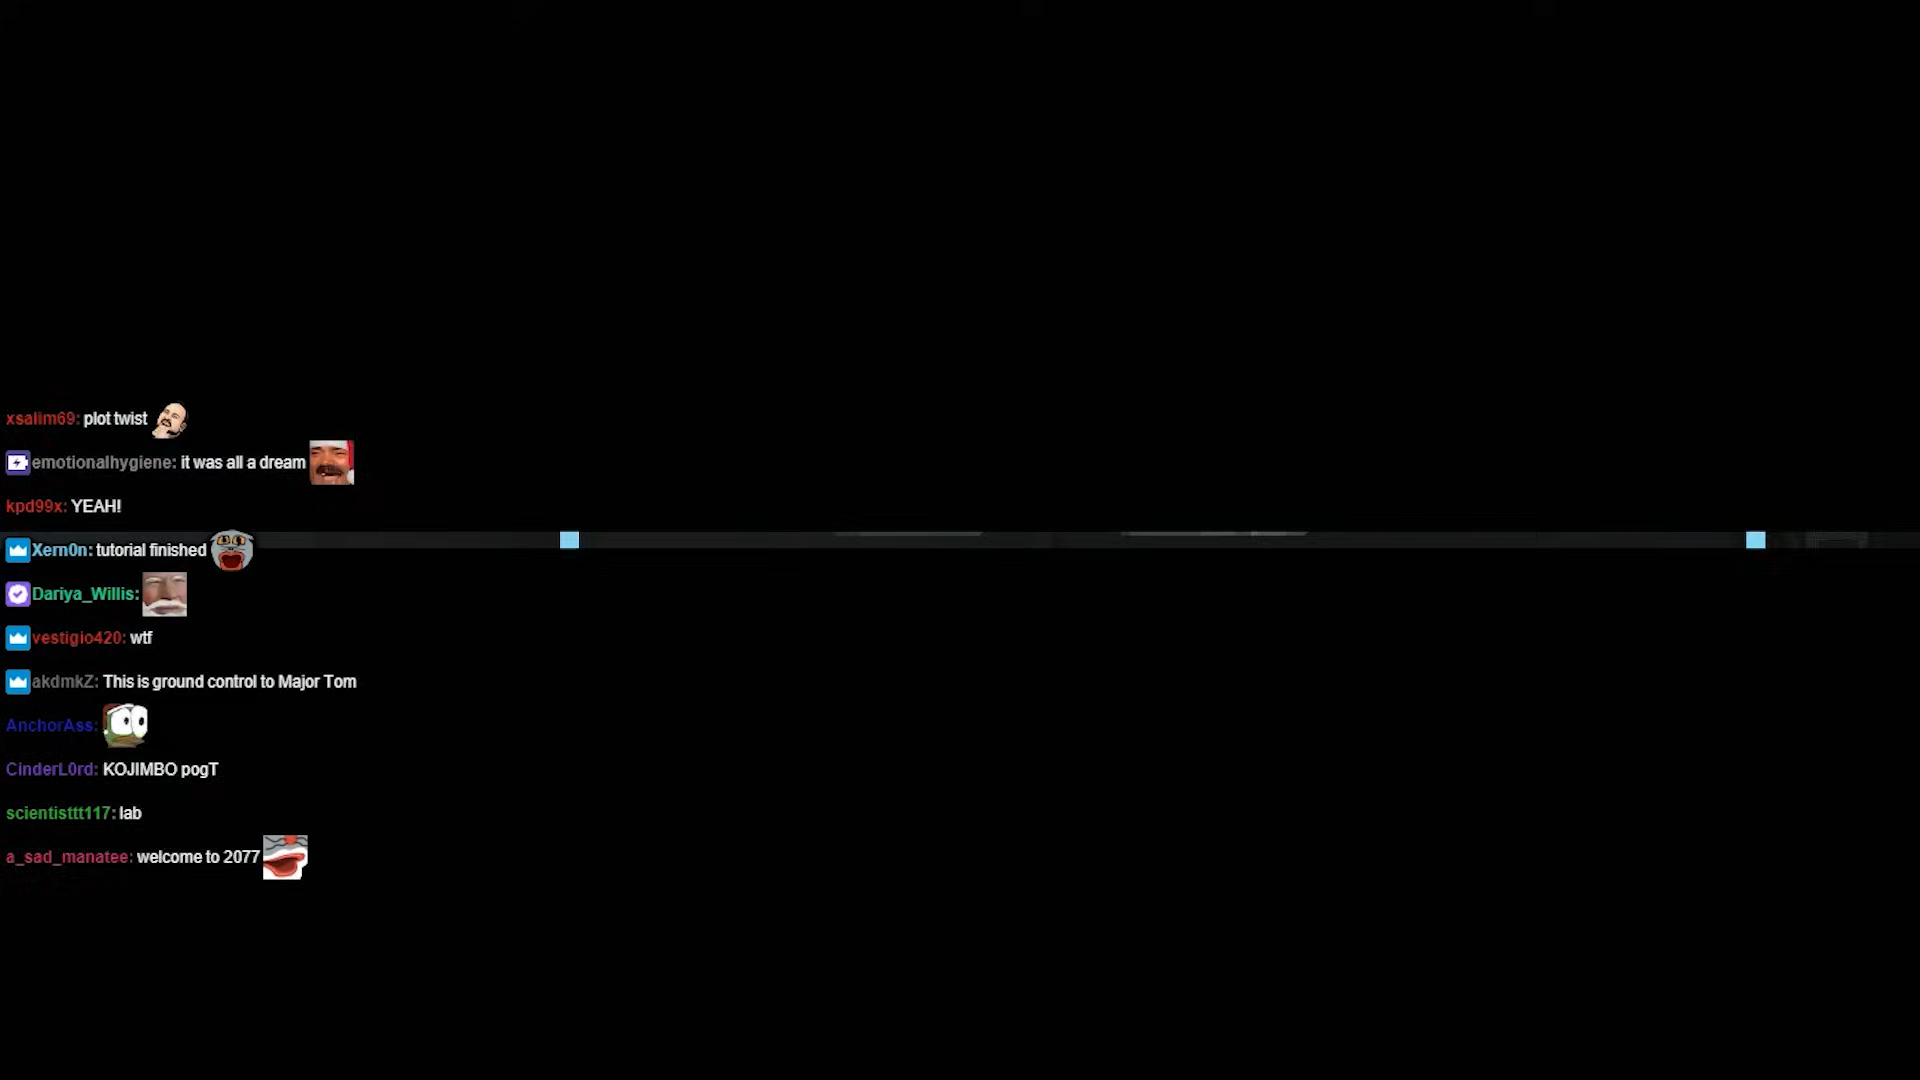 xsalim69: plot twist
emotionalhygiene: it was all a dream
kpd99x: YEAH!
Xern0n: tutorial finished
Dariya_Willis:
vestigio420: wtf
akdmkZ: This is ground control to Major Tom
AnchorAss:
CinderL0rd: KOJIMBO pogT
scientisttt117: lab
a_sad_manatee: welcome to 2077